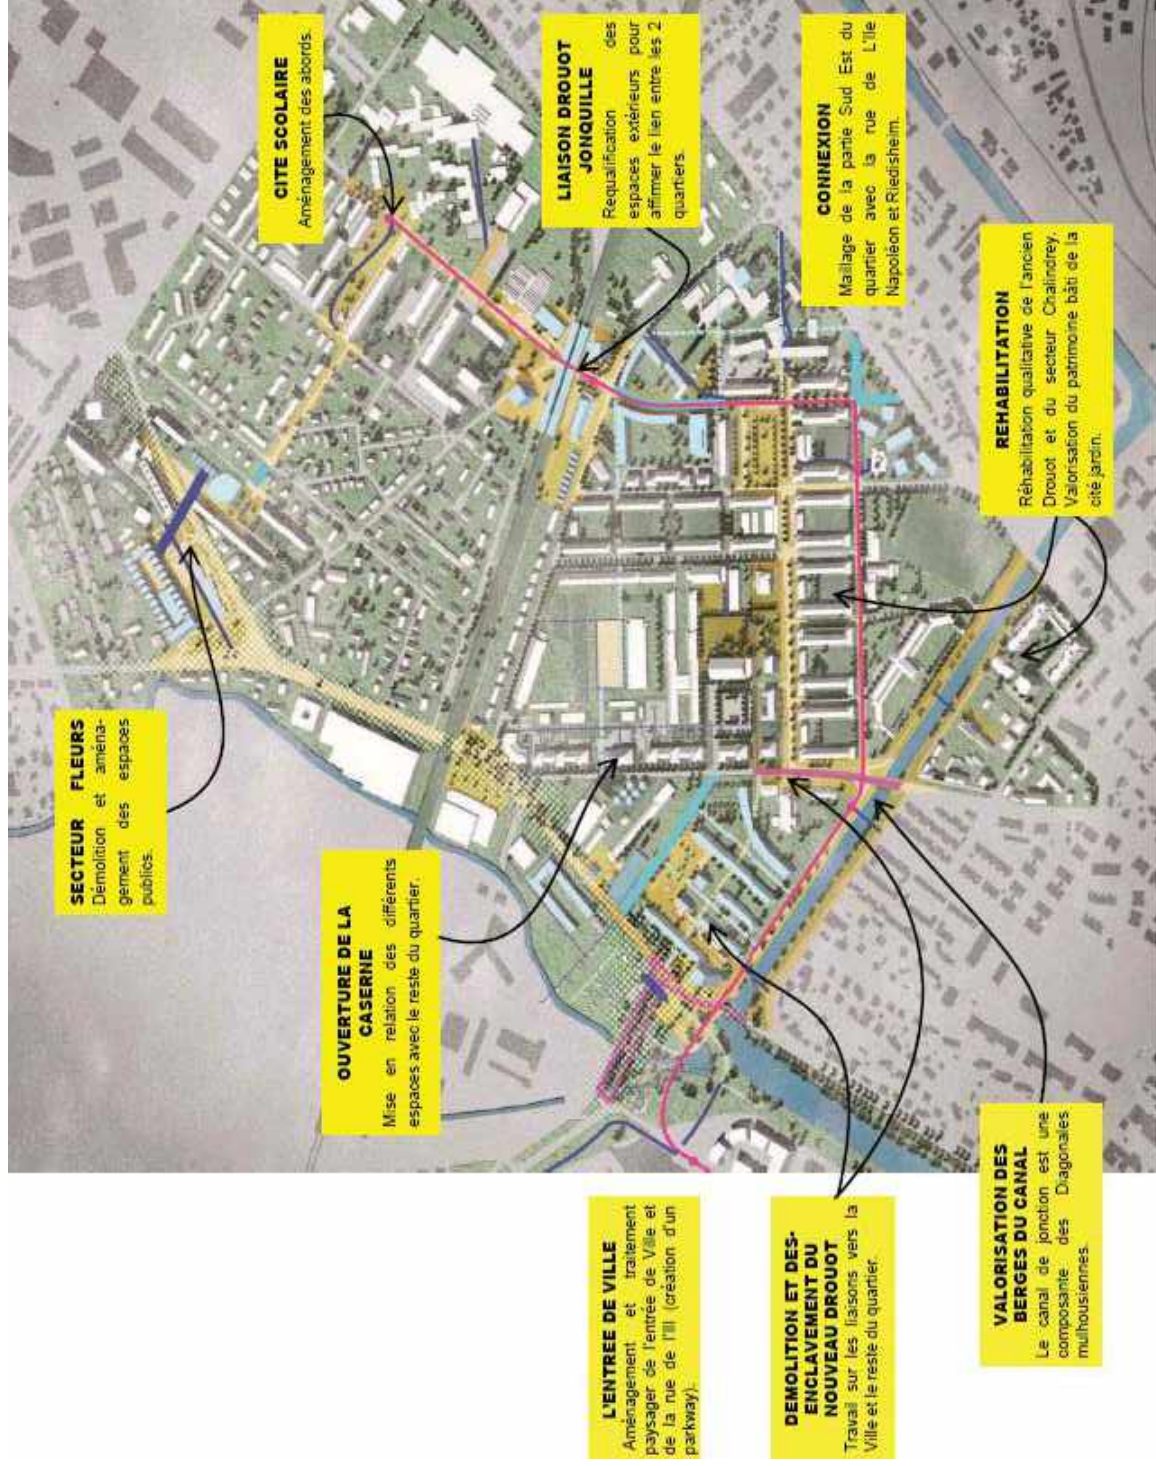 SECTEUR FLEURS
Démolition et aména-
gement des espaces
publics.
CITE SCOLAIRE
Aménagement des abords.
OUVERTURE DE LA
CASERNE
Mise en relation des différents
espaces avec le reste du quartier.
LIAISON DROUOT
JONQUILLE
Requalification des
espaces extérieurs pour
affirmer le lien entre les 2
quartiers.
L'ENTREE DE VILLE
Aménagement et traitement
paysager de l'entrée de Ville et
de la rue de l'Ill (création d'un
parkway).
DEMOLITION ET DES-
ENCLAVEMENT DU
NOUVEAU DROUOT
Travail sur les liaisons vers la
Ville et le reste du quartier.
CONNEXION
Maillage de la partie Sud Est du
quartier avec la rue de L'Ile
Napoléon et Riedisheim.
VALORISATION DES
BERGES DU CANAL
Le canal de jonction est une
composante des Diagonales
mulhousiennes.
REHABILITATION
Réhabilitation qualitative de l'ancien
Drouot et du secteur Chalindrey.
Valorisation du patrimoine bâti de la
cité jardin.